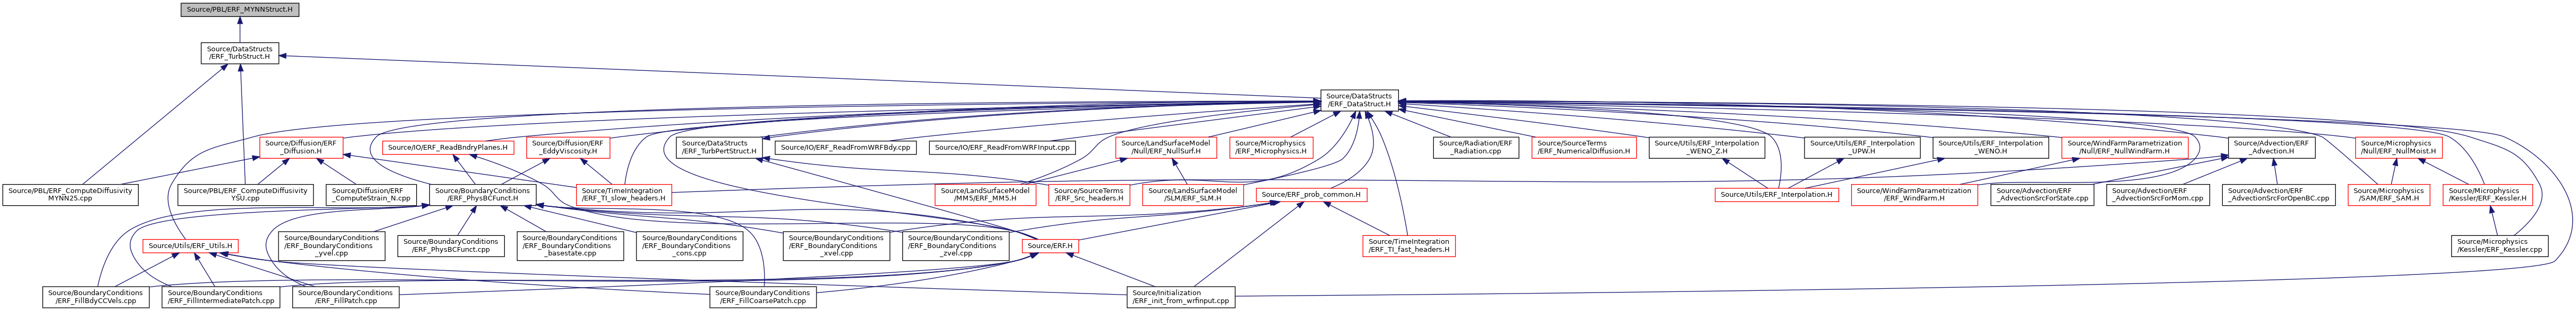 Source/PBL/ERF_MYNNStruct.H
Source/DataStructs
/ERF_TurbStruct.H
Source/DataStructs
/ERF_DataStruct.H
Source/Diffusion/ERF
_Diffusion.H
Source/IO/ERF_ReadBndryPlanes.H
Source/Diffusion/ERF
_EddyViscosity.H
Source/DataStructs
/ERF_TurbPertStruct.H
Source/IO/ERF_ReadFromWRFBdy.cpp
Source/IO/ERF_ReadFromWRFInput.cpp
Source/LandSurfaceModel
/Null/ERF_NullSurf.H
Source/Microphysics
/ERF_Microphysics.H
Source/Radiation/ERF
_Radiation.cpp
Source/SourceTerms
/ERF_NumericalDiffusion.H
Source/Utils/ERF_Interpolation
_WENO_Z.H
Source/Utils/ERF_Interpolation
_UPW.H
Source/Utils/ERF_Interpolation
_WENO.H
Source/WindFarmParametrization
/Null/ERF_NullWindFarm.H
Source/Advection/ERF
_Advection.H
Source/Microphysics
/Null/ERF_NullMoist.H
Source/PBL/ERF_ComputeDiffusivity
MYNN25.cpp
Source/PBL/ERF_ComputeDiffusivity
YSU.cpp
Source/Diffusion/ERF
_ComputeStrain_N.cpp
Source/BoundaryConditions
/ERF_PhysBCFunct.H
Source/TimeIntegration
/ERF_TI_slow_headers.H
Source/LandSurfaceModel
/MM5/ERF_MM5.H
Source/SourceTerms
/ERF_Src_headers.H
Source/LandSurfaceModel
/SLM/ERF_SLM.H
Source/ERF_prob_common.H
Source/Utils/ERF_Interpolation.H
Source/WindFarmParametrization
/ERF_WindFarm.H
Source/Advection/ERF
_AdvectionSrcForState.cpp
Source/Advection/ERF
_AdvectionSrcForMom.cpp
Source/Advection/ERF
_AdvectionSrcForOpenBC.cpp
Source/Microphysics
/SAM/ERF_SAM.H
Source/Microphysics
/Kessler/ERF_Kessler.H
Source/Utils/ERF_Utils.H
Source/BoundaryConditions
/ERF_BoundaryConditions
_yvel.cpp
Source/BoundaryConditions
/ERF_PhysBCFunct.cpp
Source/BoundaryConditions
/ERF_BoundaryConditions
_basestate.cpp
Source/BoundaryConditions
/ERF_BoundaryConditions
_cons.cpp
Source/BoundaryConditions
/ERF_BoundaryConditions
_xvel.cpp
Source/BoundaryConditions
/ERF_BoundaryConditions
_zvel.cpp
Source/ERF.H
Source/TimeIntegration
/ERF_TI_fast_headers.H
Source/Microphysics
/Kessler/ERF_Kessler.cpp
Source/BoundaryConditions
/ERF_FillBdyCCVels.cpp
Source/BoundaryConditions
/ERF_FillIntermediatePatch.cpp
Source/BoundaryConditions
/ERF_FillPatch.cpp
Source/BoundaryConditions
/ERF_FillCoarsePatch.cpp
Source/Initialization
/ERF_init_from_wrfinput.cpp